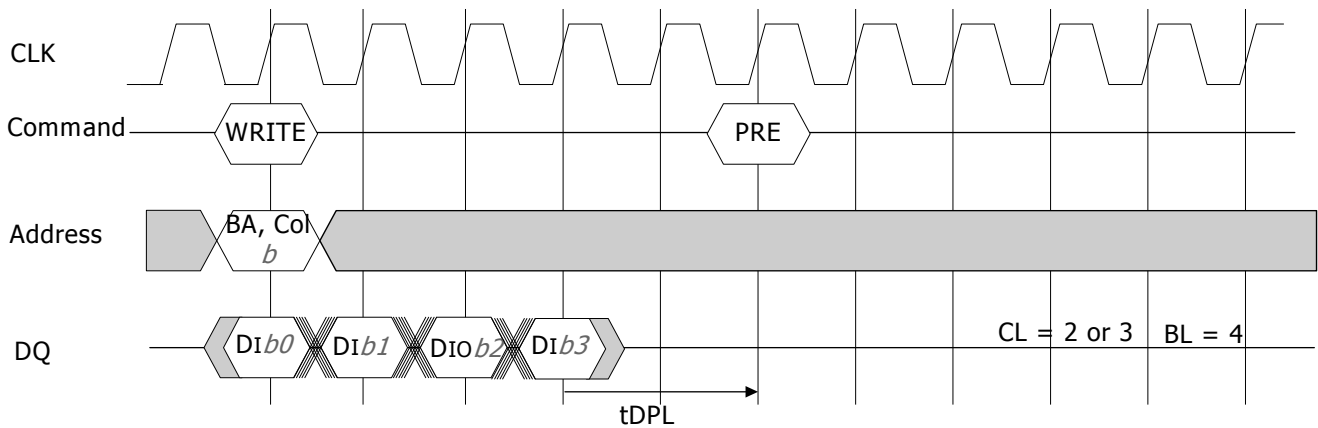 CLK
Command
WRITE
PRE
Address
BA, Col
b
DQ
DIb0
DIb1
DIOb2
DIb3
CL = 2 or 3
BL = 4
tDPL